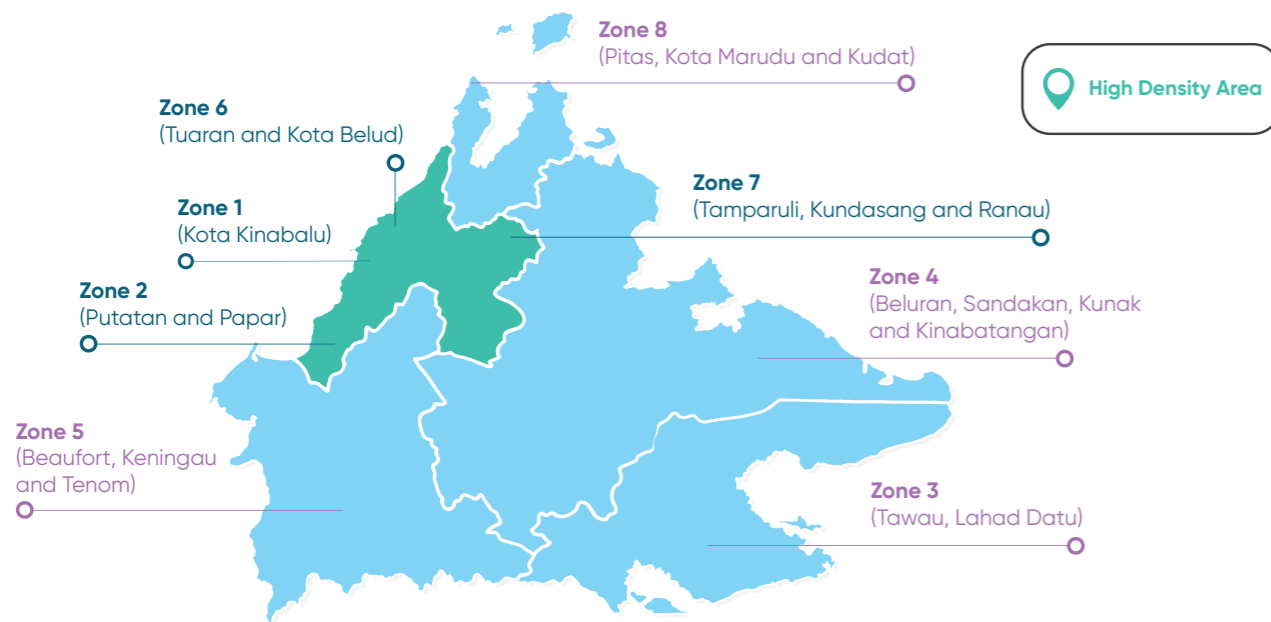 Zone 8
(Pitas, Kota Marudu and Kudat)
High Density Area
Zone 6
(Tuaran and Kota Belud)
Zone 7
(Tamparuli, Kundasang and Ranau)
Zone 1
(Kota Kinabalu)
Zone 4
(Beluran, Sandakan, Kunak
and Kinabatangan)
Zone 2
(Putatan and Papar)
Zone 5
(Beaufort, Keningau
and Tenom)
Zone 3
(Tawau, Lahad Datu)